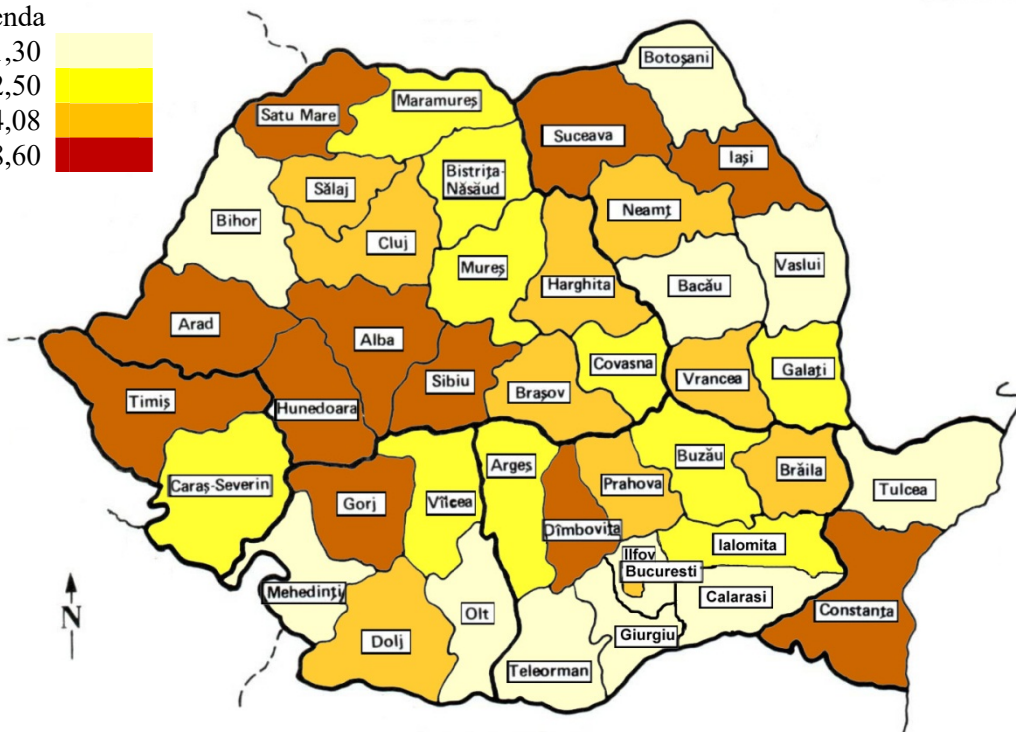 enda
,30
2,50
4,08
8,60
Botoșani
Maramureș
Satu Mare
Suceava
Iași
Bistrița-
Năsăud
Sălaj
Neamț
Bihor
Cluj
Mureș
Vaslui
Harghita
Bacău
Arad
Alba
Covasna
Galați
Sibiu
Vrancea
Brașov
Timiș
Hunedoara
Buzău
Argeș
Brăila
Caraș-Severin
Prahova
Tulcea
Gorj
Vîlcea
Dîmbovița
Ialomita
Ilfov
Bucuresti
Mehedinți
Calarasi
Constanța
Olt
Giurgiu
Dolj
Teleorman
N